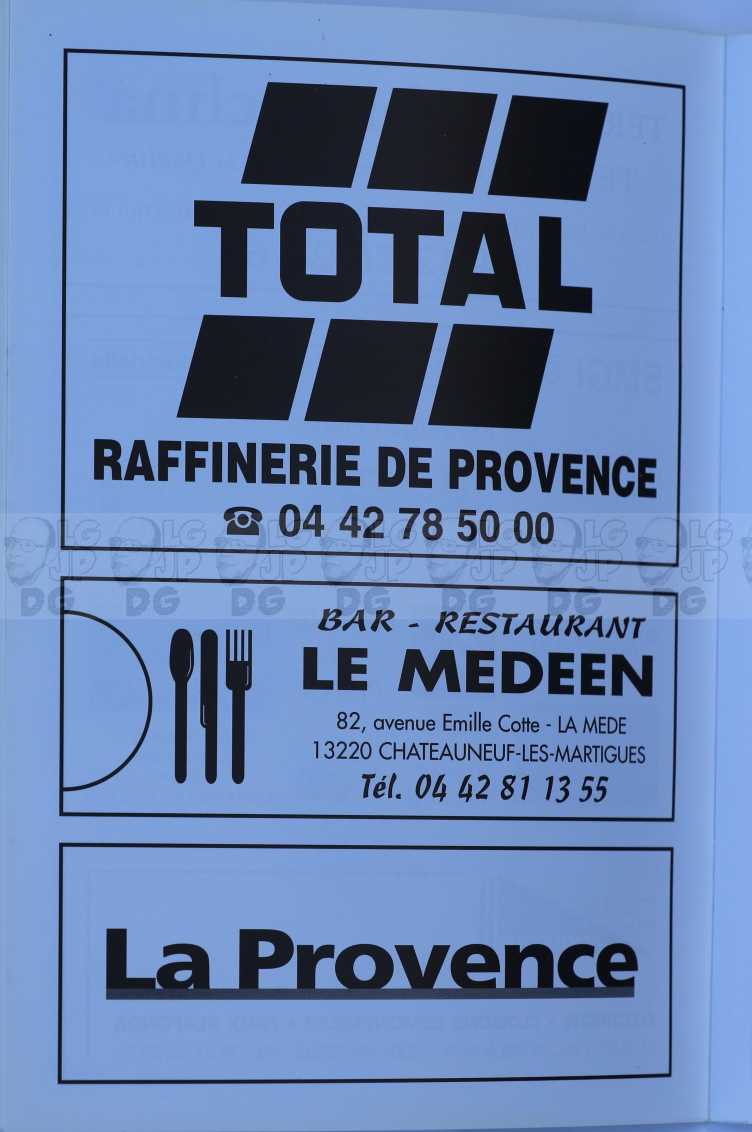 TOTAL
RAFFINERIE DE PROVENCE
☎ 04 42 78 50 00
BAR - RESTAURANT
LE MEDEEN
82, avenue Emille Cotte - LA MEDE
13220 CHATEAUNEUF-LES-MARTIGUES
Tél. 04 42 81 13 55
La Provence